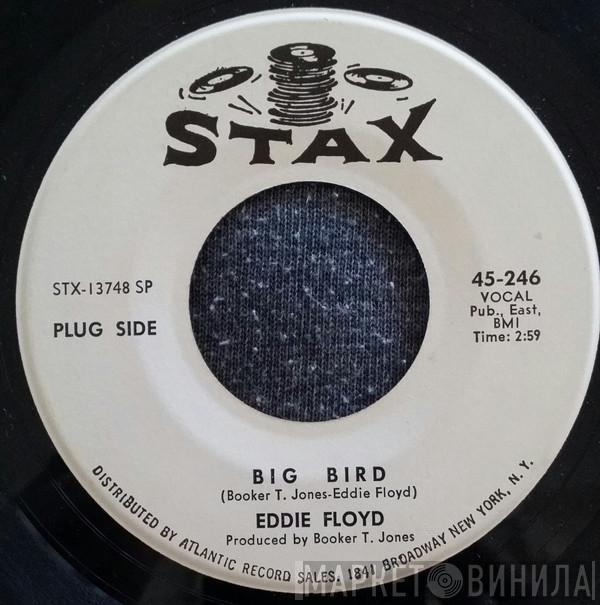 STAX
STX-13748 SP
PLUG SIDE
45-246
VOCAL
Pub., East,
BMI
Time: 2:59
BIG BIRD
(Booker T. Jones-Eddie Floyd)
EDDIE FLOYD
Produced by Booker T. Jones
DISTRIBUTED BY ATLANTIC RECORD SALES. 1841 BROADWAY NEW YORK, N. Y.
МАРКЕТ ВИНИЛА